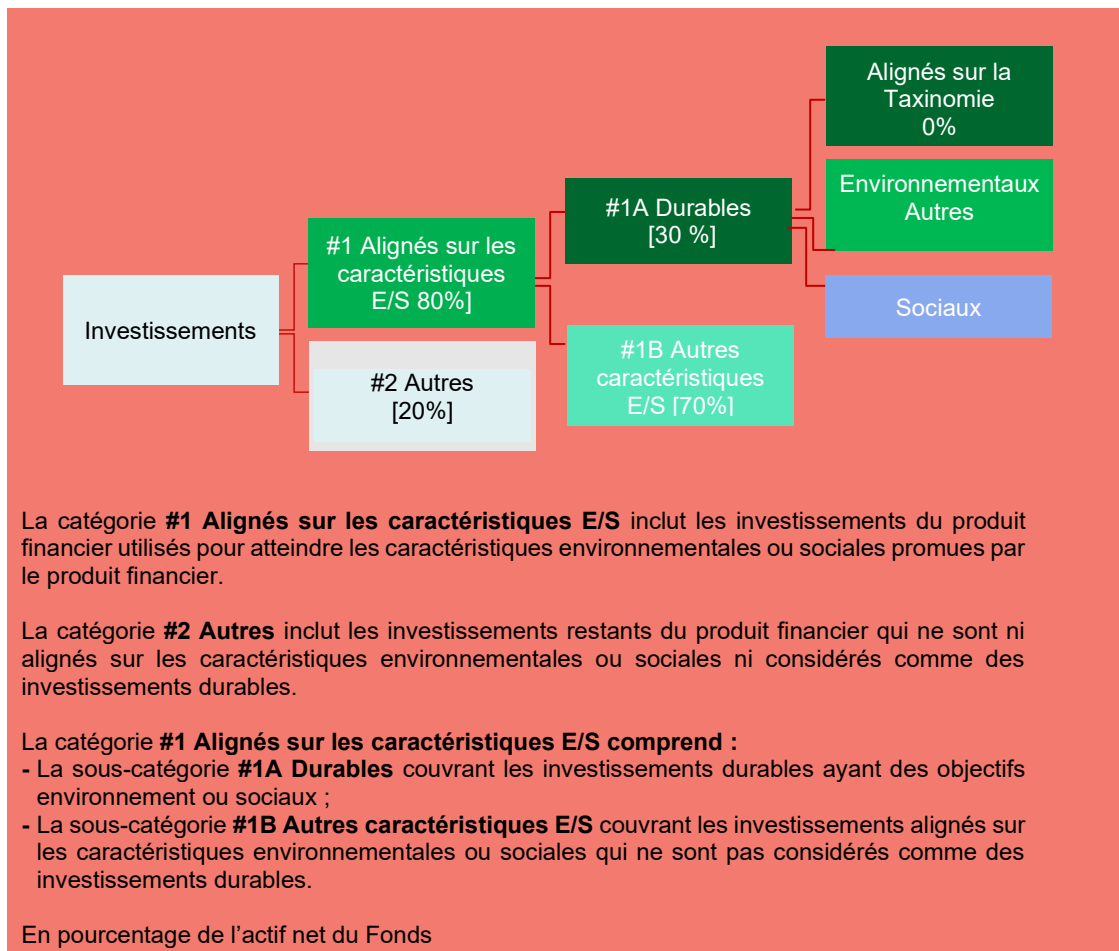 Alignés sur la
Taxinomie
0%
Environnementaux
Autres
#1A Durables
[30 %]
#1 Alignés sur les
caractéristiques
E/S 80%]
Sociaux
Investissements
#1B Autres
caractéristiques
E/S [70%]
#2 Autres
[20%]
La catégorie #1 Alignés sur les caractéristiques E/S inclut les investissements du produit
financier utilisés pour atteindre les caractéristiques environnementales ou sociales promues par
le produit financier.
La catégorie #2 Autres inclut les investissements restants du produit financier qui ne sont ni
alignés sur les caractéristiques environnementales ou sociales ni considérés comme des
investissements durables.
La catégorie #1 Alignés sur les caractéristiques E/S comprend :
- La sous-catégorie #1A Durables couvrant les investissements durables ayant des objectifs
environnement ou sociaux ;
- La sous-catégorie #1B Autres caractéristiques E/S couvrant les investissements alignés sur
les caractéristiques environnementales ou sociales qui ne sont pas considérés comme des
investissements durables.
En pourcentage de l’actif net du Fonds